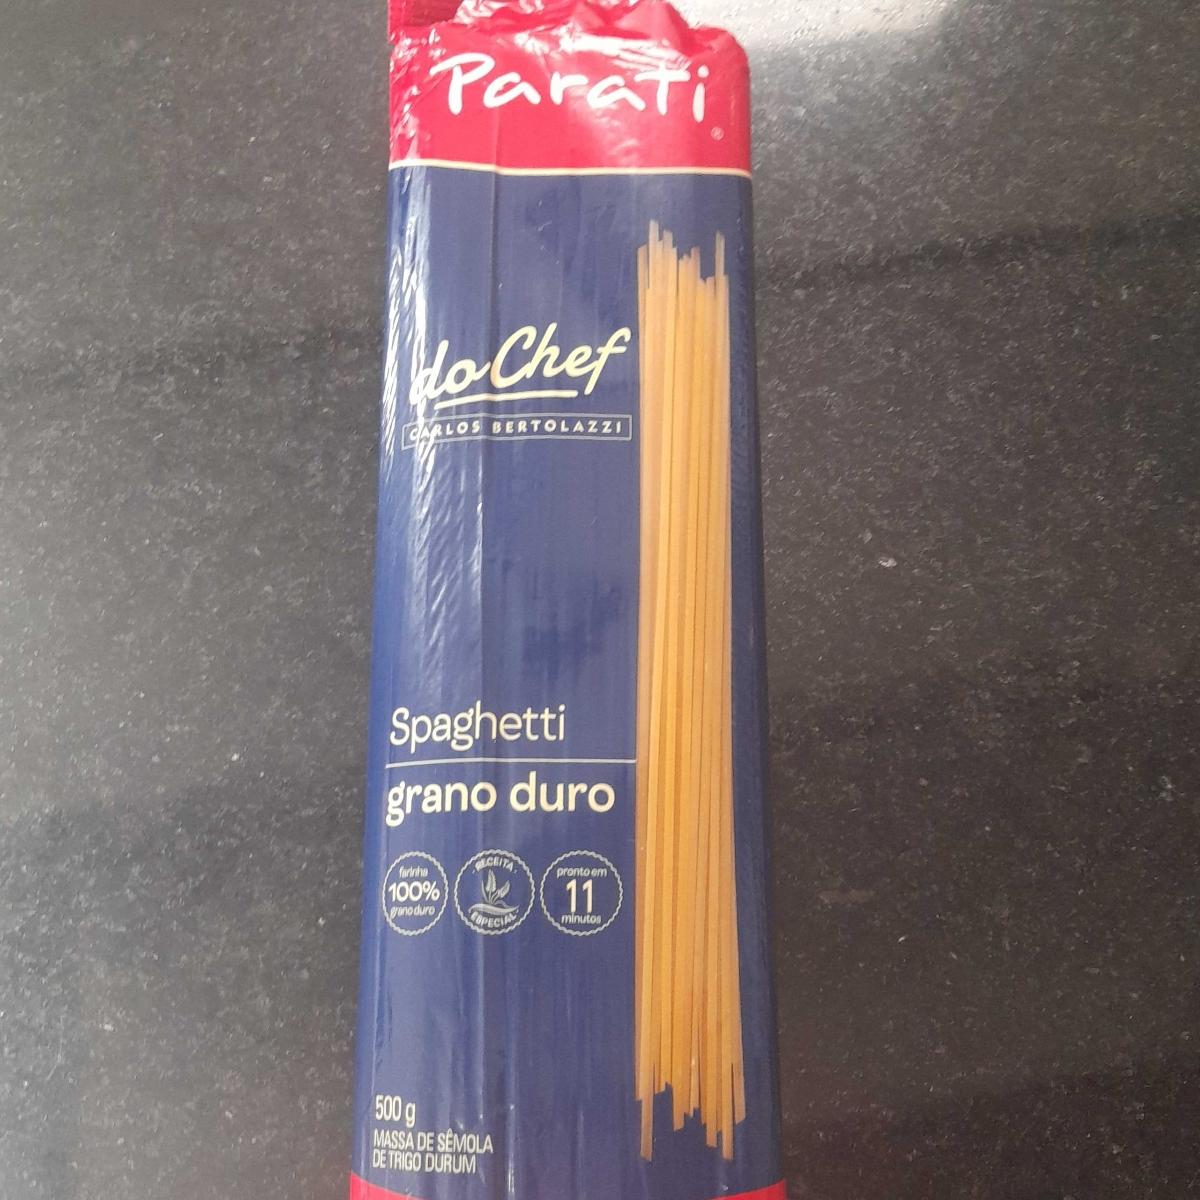 Parati
®
do Chef
CARLOS BERTOLAZZI
Spaghetti
grano duro
farinha
100%
grano duro
RECEITA
ESPECIAL
pronto em
11
minutos
500 g
MASSA DE SÊMOLA
DE TRIGO DURUM